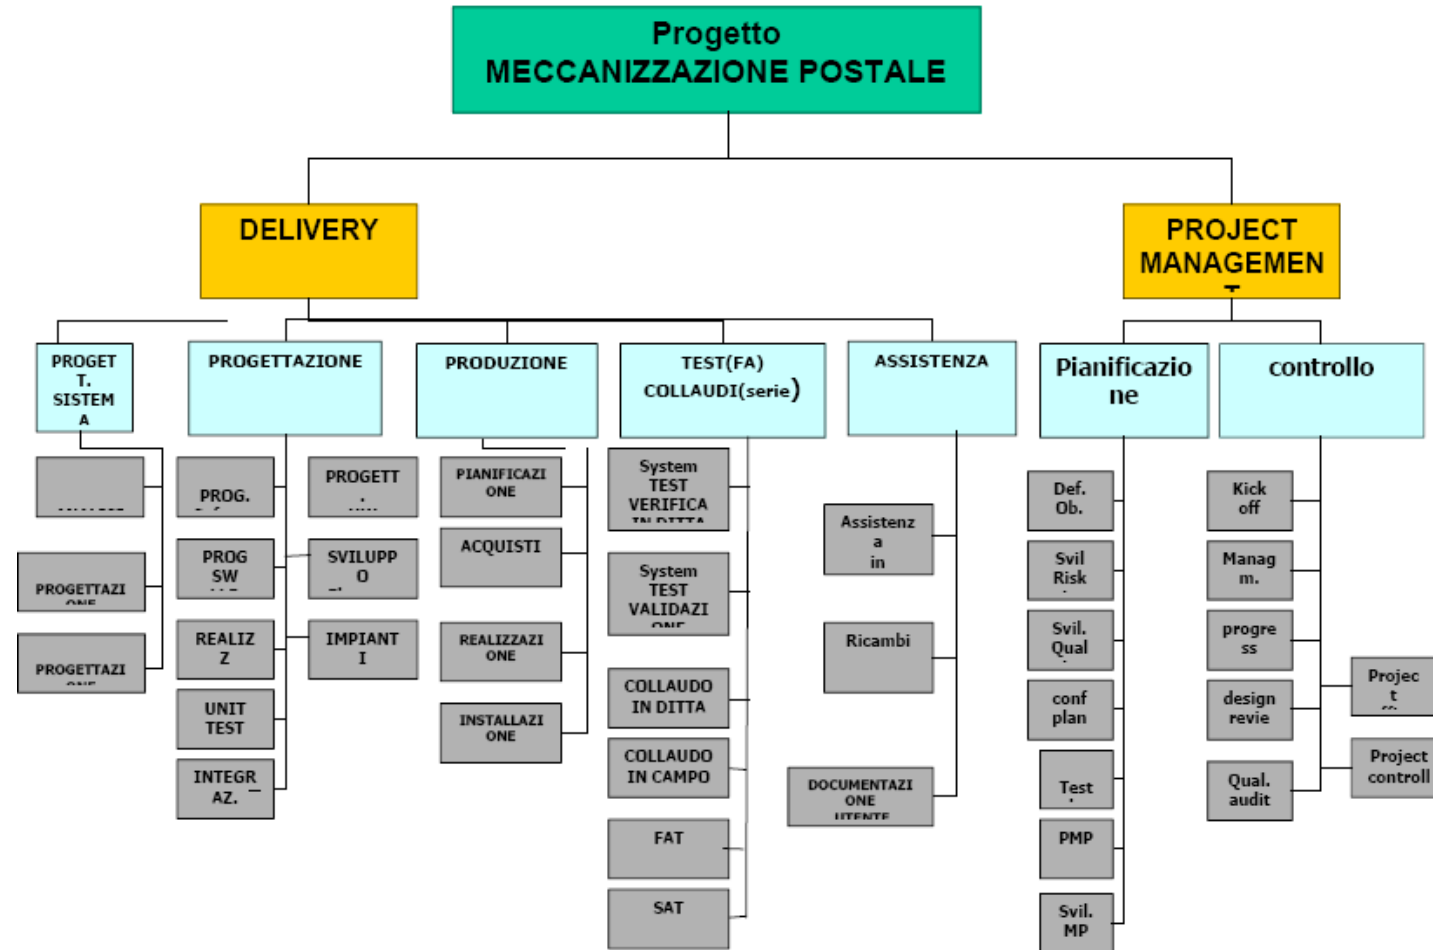 Progetto
MECCANIZZAZIONE POSTALE
DELIVERY
PROJECT
MANAGEMEN
PROGET
T.
SISTEM
A
PROGETTAZIONE
PRODUZIONE
TEST(FA)
COLLAUDI(serie)
ASSISTENZA
Pianificazio
ne
controllo
PROGETTAZI
PROGETTAZI
PROG.
PROG
SW
REALIZ
Z
UNIT
TEST
INTEGR
AZ.
PROGETT
.
SVILUPP
O
IMPIANT
I
PIANIFICAZI
ONE
ACQUISTI
REALIZZAZI
ONE
INSTALLAZI
ONE
System
TEST
VERIFICA
IN DITTA
System
TEST
VALIDAZI
ONE
COLLAUDO
IN DITTA
COLLAUDO
IN CAMPO
FAT
SAT
Assistenz
a
in
Ricambi
DOCUMENTAZI
ONE
UTENTE
Def.
Ob.
Svil
Risk
Svil.
Qual
conf
plan
Test
PMP
Svil.
MP
Kick
off
Manag
m.
progre
ss
design
revie
Qual.
audit
Projec
t
Project
controll